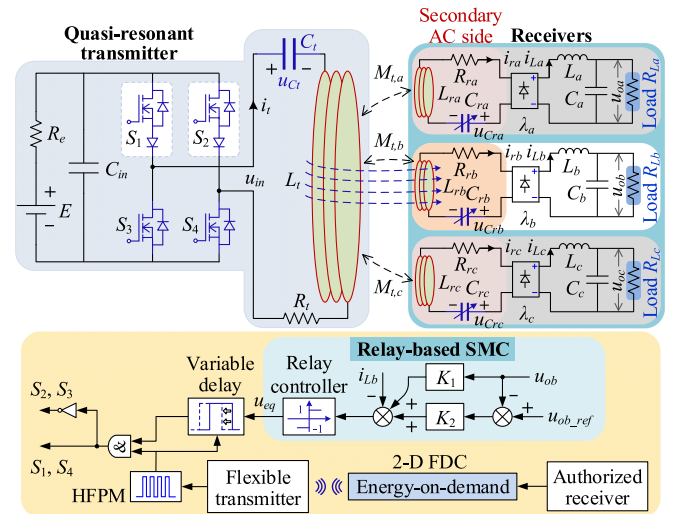 Quasi-resonant
transmitter
C_t
+ −
u_Ct
i_t
R_e
C_in
+
E
−
S_1
S_2
S_3
S_4
u_in
L_t
R_t
Secondary
AC side
Receivers
M_t,a
R_ra
L_ra
C_ra
− +
u_Cra
i_ra
i_La
+
−
λ_a
L_a
C_a
u_oa
Load R_La
M_t,b
R_rb
L_rb
C_rb
− +
u_Crb
i_rb
i_Lb
+
−
λ_b
L_b
C_b
u_ob
Load R_Lb
M_t,c
R_rc
L_rc
C_rc
− +
u_Crc
i_rc
i_Lc
+
−
λ_c
L_c
C_c
u_oc
Load R_Lc
Relay-based SMC
Variable
delay
Relay
controller
u_eq
1
-1
i_Lb
−
−
+
+
K_1
K_2
u_ob
−
+
u_ob_ref
S_2, S_3
&
S_1, S_4
HFPM
Flexible
transmitter
2-D FDC
Energy-on-demand
Authorized
receiver